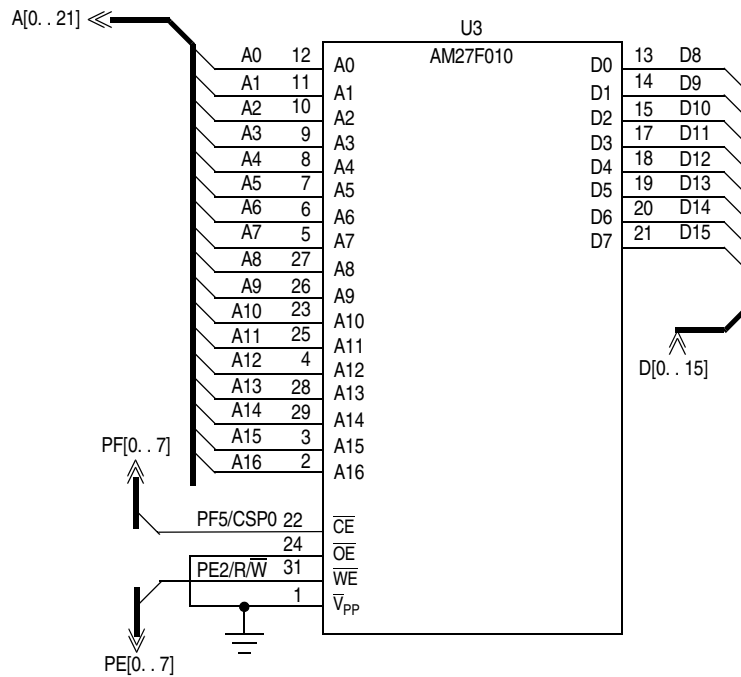 A[0. . 21]
U3
AM27F010
A0 12 A0 D0 13 D8
A1 11 A1 D1 14 D9
A2 10 A2 D2 15 D10
A3 9 A3 D3 17 D11
A4 8 A4 D4 18 D12
A5 7 A5 D5 19 D13
A6 6 A6 D6 20 D14
A7 5 A7 D7 21 D15
A8 27 A8
A9 26 A9
A10 23 A10
A11 25 A11
A12 4 A12
D[0. . 15]
A13 28 A13
A14 29 A14
A15 3 A15
PF[0. . 7]
A16 2 A16
PF5/CSP0 22 C̅E̅
24 O̅E̅
PE2/R/W̅ 31 W̅E̅
1 V̅PP
PE[0. . 7]